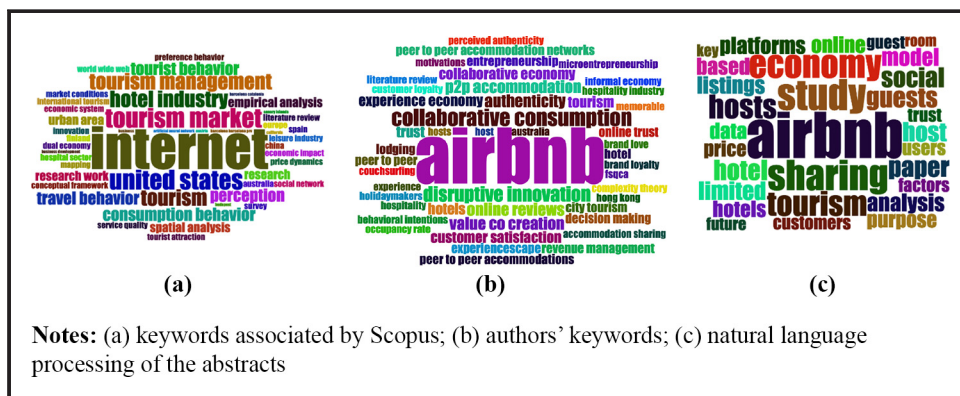 preference behavior
world wide web tourist behavior
tourism management
market conditions hotel industry empirical analysis
international tourism
economic system tourism market literature review
urban area europe
innovation spain
finland internet leisure industry
dual economy china
hospital sector economic impact
mapping price dynamics
research work united states research
conceptual framework australia social network
travel behavior tourism perception
survey
consumption behavior
service quality spatial analysis
tourist attraction
(a)
perceived authenticity
peer to peer accommodation networks
motivations entrepreneurship microentrepreneurship
literature review collaborative economy informal economy
customer loyalty p2p accommodation hospitality industry
experience economy authenticity tourism memorable
collaborative consumption
trust hosts host australia online trust
lodging brand love
peer to peer airbnb hotel
couchsurfing brand loyalty
fsqca
experience disruptive innovation complexity theory
holidaymakers hong kong
hospitality hotels online reviews city tourism
behavioral intentions value co creation decision making
occupancy rate customer satisfaction accommodation sharing
experiencescape revenue management
peer to peer accommodations
(b)
key platforms online guest room
based economy model
listings study social
hosts guests
trust
data airbnb host
price users
hotel sharing paper
limited factors
hotels tourism analysis
future customers purpose
(c)
Notes: (a) keywords associated by Scopus; (b) authors’ keywords; (c) natural language
processing of the abstracts